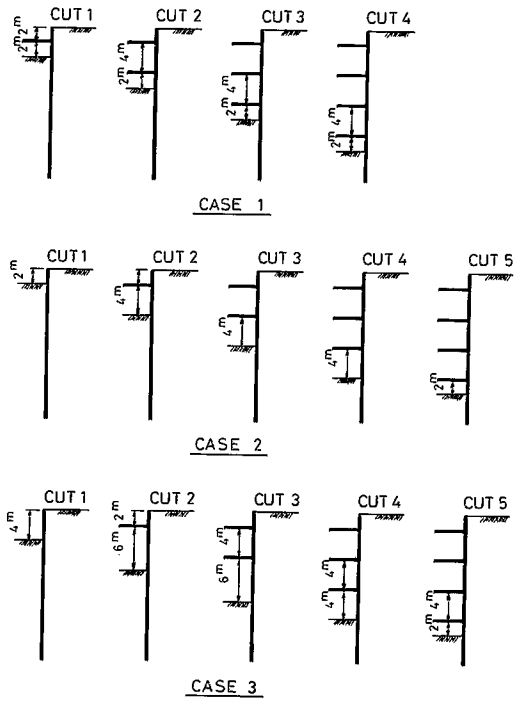 CUT 1 CUT 2 CUT 3 CUT 4
2m 2m 4m 2m 4m 2m 4m 2m
CASE 1
CUT 1 CUT 2 CUT 3 CUT 4 CUT 5
2m 4m 4m 4m 2m
CASE 2
CUT 1 CUT 2 CUT 3 CUT 4 CUT 5
4m 2m 6m 4m 6m 4m 4m 4m 2m
CASE 3